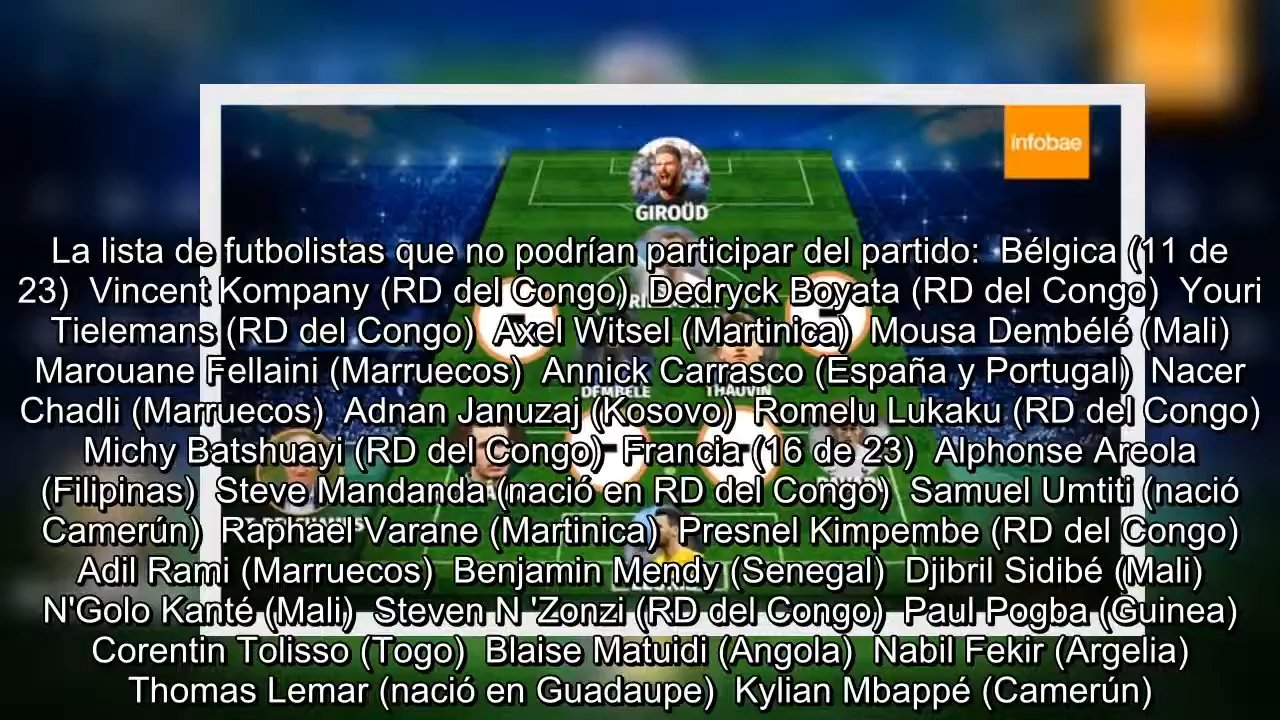 infobae
GIROÜD
La lista de futbolistas que no podrían participar del partido: Bélgica (11 de
23) Vincent Kompany (RD del Congo) Dedryck Boyata (RD del Congo) Youri
Tielemans (RD del Congo) Axel Witsel (Martinica) Mousa Dembélé (Mali)
Marouane Fellaini (Marruecos) Annick Carrasco (España y Portugal) Nacer
DEMBELE THAUVIN
Chadli (Marruecos) Adnan Januzaj (Kosovo) Romelu Lukaku (RD del Congo)
Michy Batshuayi (RD del Congo) Francia (16 de 23) Alphonse Areola
(Filipinas) Steve Mandanda (nació en RD del Congo) Samuel Umtiti (nació
Camerún) Raphael Varane (Martinica) Presnel Kimpembe (RD del Congo)
Adil Rami (Marruecos) Benjamin Mendy (Senegal) Djibril Sidibé (Mali)
N'Golo Kanté (Mali) Steven N 'Zonzi (RD del Congo) Paul Pogba (Guinea)
Corentin Tolisso (Togo) Blaise Matuidi (Angola) Nabil Fekir (Argelia)
Thomas Lemar (nació en Guadaupe) Kylian Mbappé (Camerún)